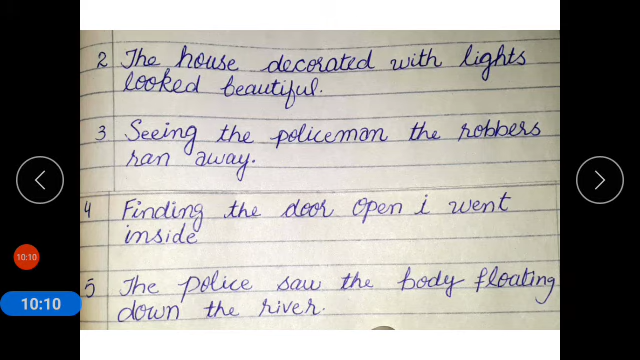 2 The house decorated with lights
looked beautiful.
3 Seeing the policeman the robbers
ran away.
4 Finding the door open i went
inside
5 The police saw the body floating
down the river.
10:10
10:10